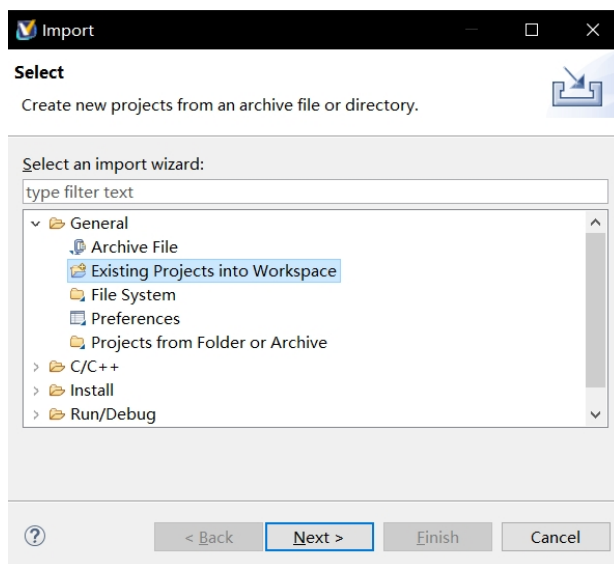 Import
Select
Create new projects from an archive file or directory.
Select an import wizard:
type filter text
General
Archive File
Existing Projects into Workspace
File System
Preferences
Projects from Folder or Archive
C/C++
Install
Run/Debug
? < Back Next > Finish Cancel